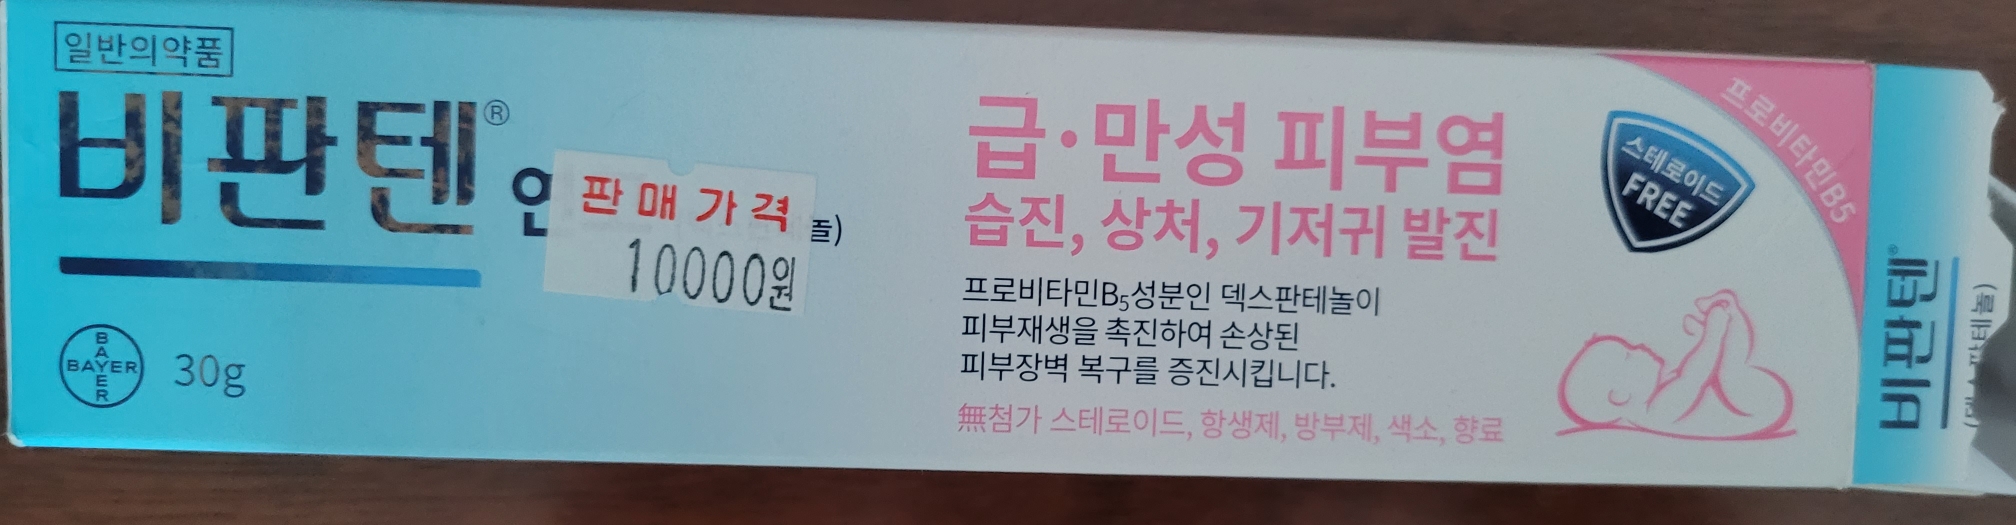 일반의약품
비판텐®
판매가격
10000원
놀)
BAYER
BAYER
30g
급·만성 피부염
습진, 상처, 기저귀 발진
프로비타민B₅성분인 덱스판테놀이
피부재생을 촉진하여 손상된
피부장벽 복구를 증진시킵니다.
無첨가 스테로이드, 항생제, 방부제, 색소, 향료
스테로이드
FREE
프로비타민B5
비판텐®